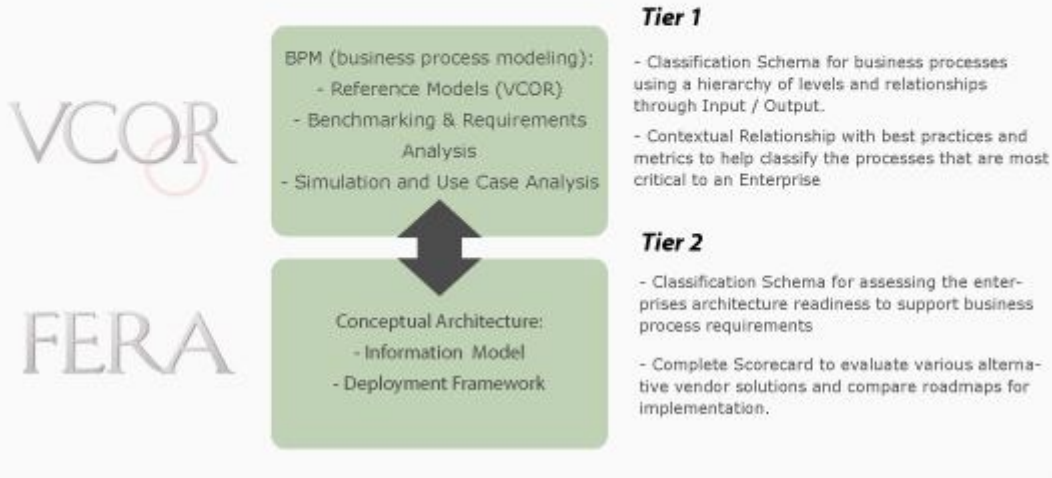 VCOR
BPM (business process modeling):
- Reference Models (VCOR)
- Benchmarking & Requirements
Analysis
- Simulation and Use Case Analysis
Tier 1
- Classification Schema for business processes
using a hierarchy of levels and relationships
through Input / Output.
- Contextual Relationship with best practices and
metrics to help classify the processes that are most
critical to an Enterprise
FERA
Conceptual Architecture:
- Information Model
- Deployment Framework
Tier 2
- Classification Schema for assessing the enter-
prises architecture readiness to support business
process requirements
- Complete Scorecard to evaluate various alterna-
tive vendor solutions and compare roadmaps for
implementation.